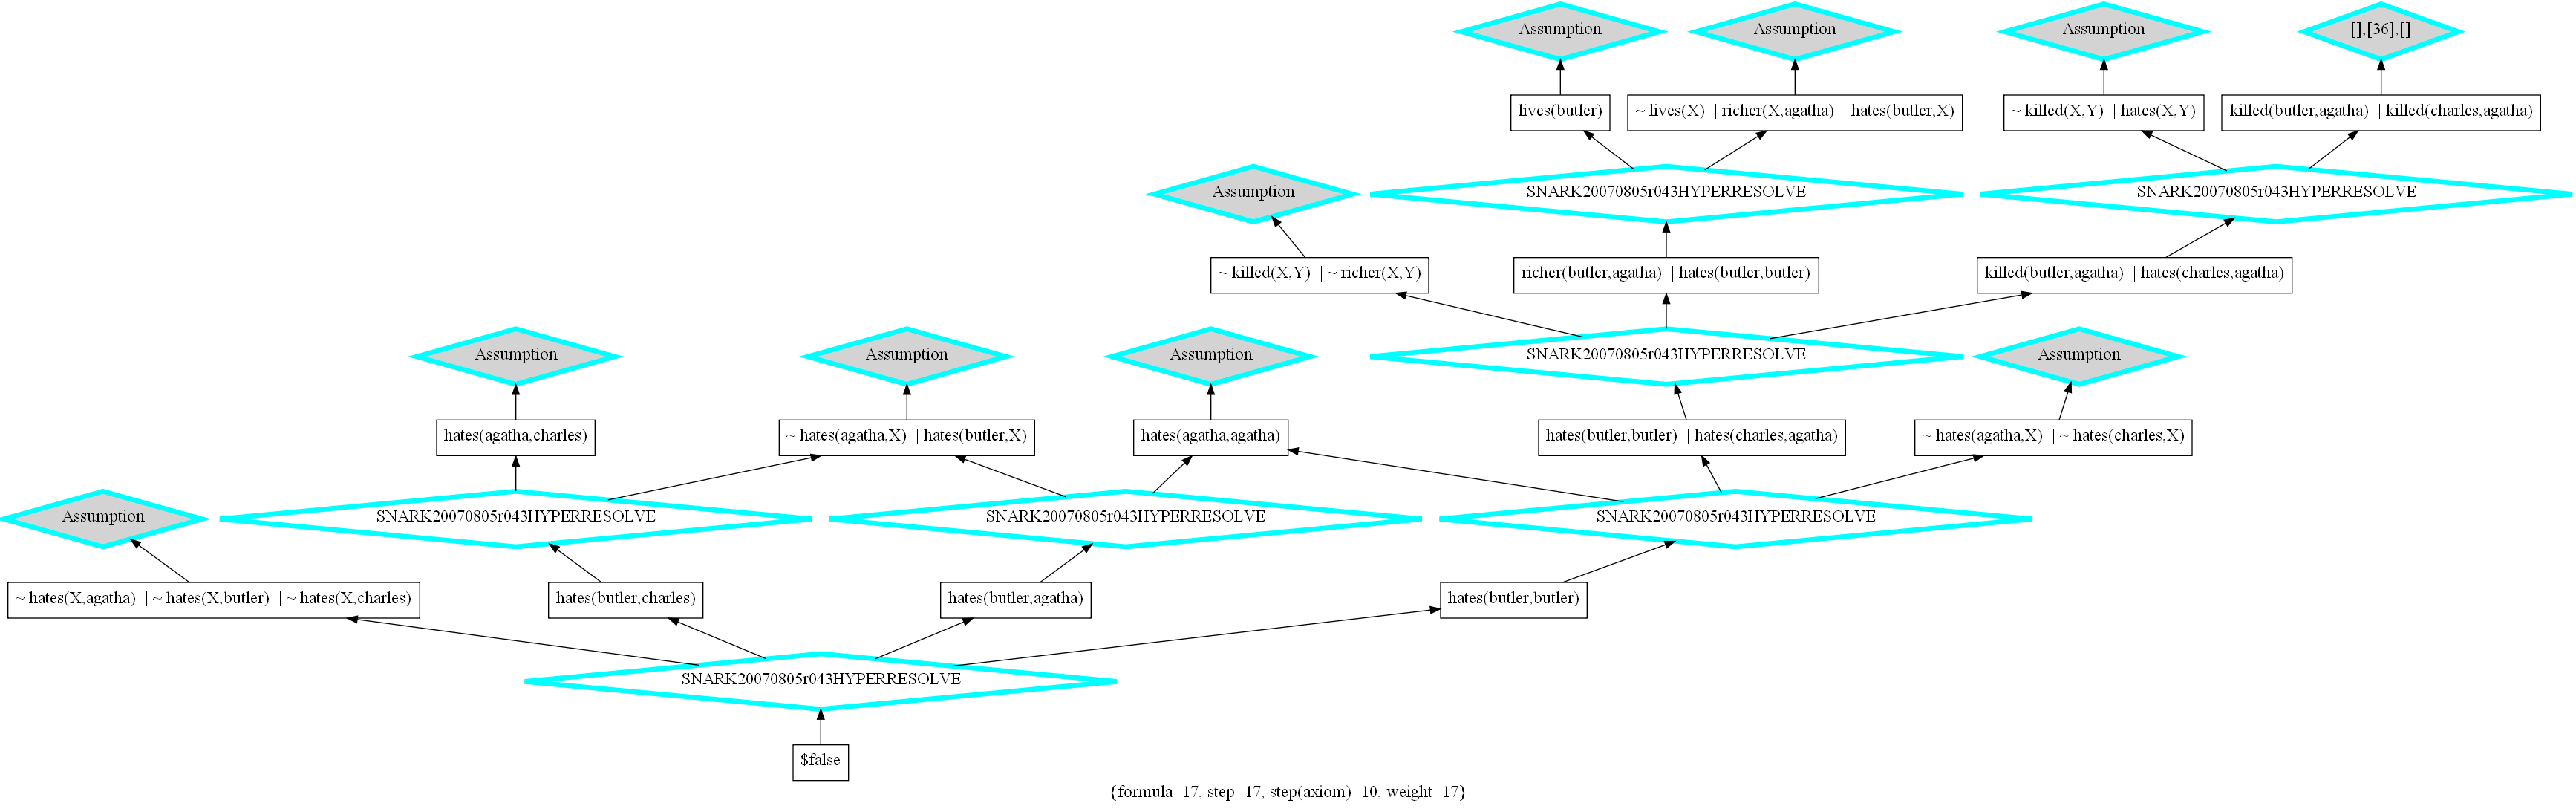 Assumption
Assumption
Assumption
[],[36],[]
lives(butler)
~ lives(X) | richer(X,agatha) | hates(butler,X)
~ killed(X,Y) | hates(X,Y)
killed(butler,agatha) | killed(charles,agatha)
Assumption
SNARK20070805r043HYPERRESOLVE
SNARK20070805r043HYPERRESOLVE
~ killed(X,Y) | ~ richer(X,Y)
richer(butler,agatha) | hates(butler,butler)
killed(butler,agatha) | hates(charles,agatha)
Assumption
Assumption
Assumption
SNARK20070805r043HYPERRESOLVE
Assumption
hates(agatha,charles)
~ hates(agatha,X) | hates(butler,X)
hates(agatha,agatha)
hates(butler,butler) | hates(charles,agatha)
~ hates(agatha,X) | ~ hates(charles,X)
Assumption
SNARK20070805r043HYPERRESOLVE
SNARK20070805r043HYPERRESOLVE
SNARK20070805r043HYPERRESOLVE
~ hates(X,agatha) | ~ hates(X,butler) | ~ hates(X,charles)
hates(butler,charles)
hates(butler,agatha)
hates(butler,butler)
SNARK20070805r043HYPERRESOLVE
$false
{formula=17, step=17, step(axiom)=10, weight=17}